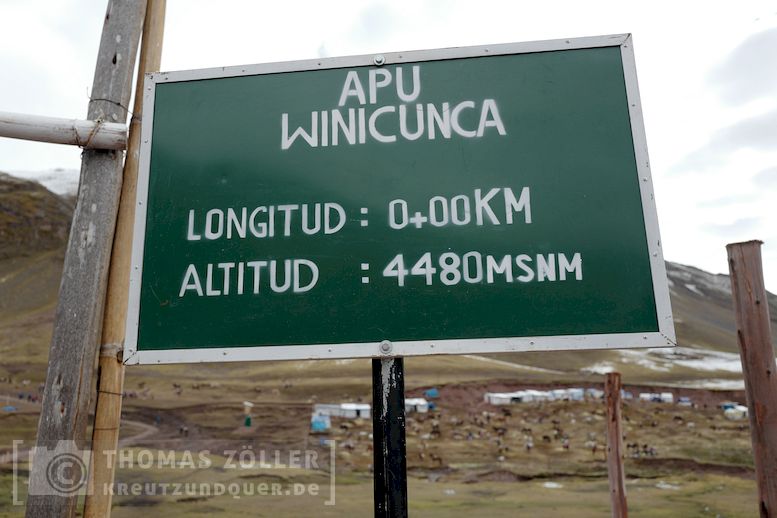 APU
WINICUNCA
LONGITUD : 0+00KM
ALTITUD : 4480MSNM
© THOMAS ZÖLLER
KREUTZUNDQUER.DE